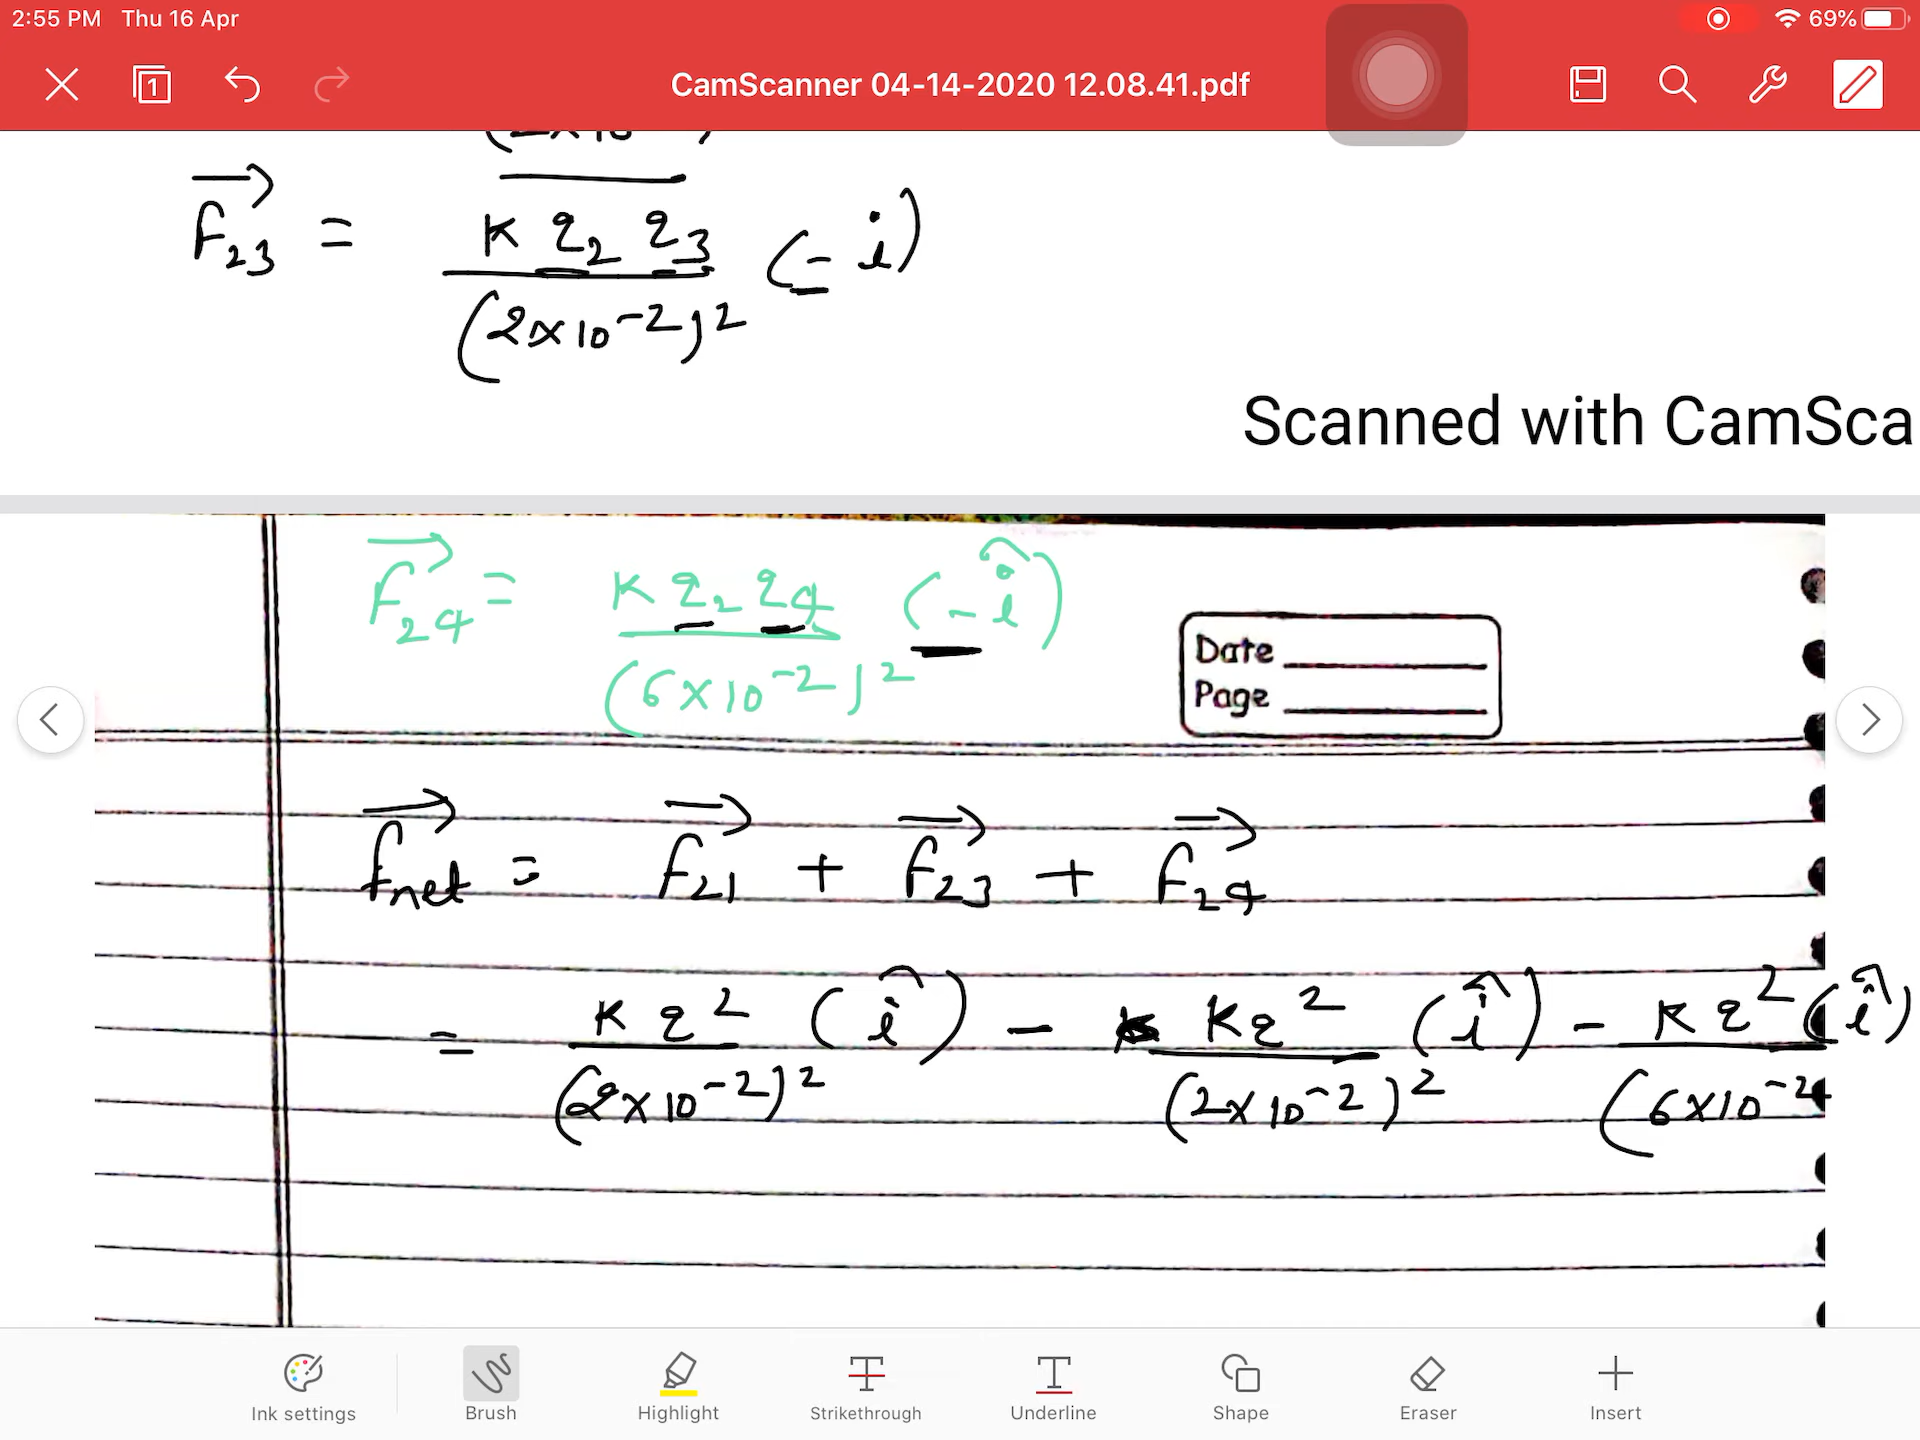 2:55 PM Thu 16 Apr 69%
1 CamScanner 04-14-2020 12.08.41.pdf
F₂₃ = K q₂ q₃ (-i)
(2×10⁻²)²
Scanned with CamSca
F₂₄ = K q₂ q₄ (-î)
(6×10⁻²)²
Date
Page
Fnet = F₂₁ + F₂₃ + F₂₄
= K q² (î) - K q² (î) - K q² (î)
(2×10⁻²)² (2×10⁻²)² (6×10⁻²
Ink settings Brush Highlight Strikethrough Underline Shape Eraser Insert